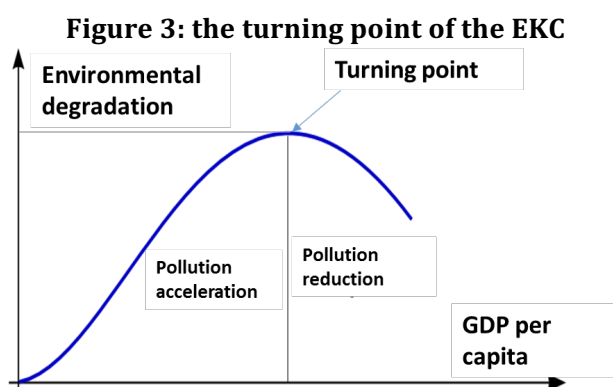 Figure 3: the turning point of the EKC
Environmental
degradation
Turning point
Pollution
acceleration
Pollution
reduction
GDP per
capita